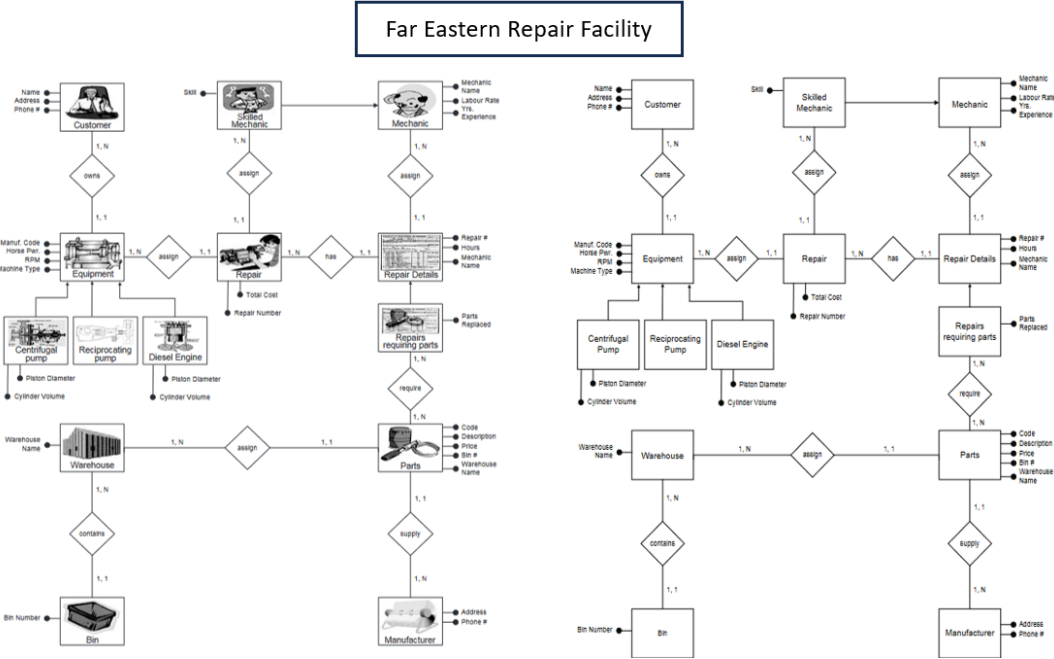 Far Eastern Repair Facility
Name
Address
Phone #
Customer
Skill
Skilled
Mechanic
Mechanic
Mechanic
Name
Labour Rate
Yrs.
Experience
1, N
1, N
1, N
owns
assign
assign
1, 1
1, 1
1, 1
Manuf. Code
Horse Pwr.
RPM
Machine Type
Equipment
1, N
assign
1, 1
Repair
1, N
has
1, 1
Repair Details
Repair #
Hours
Mechanic
Name
Total Cost
Repair Number
Centrifugal
pump
Reciprocating
pump
Diesel Engine
Repairs
requiring parts
Parts
Replaced
Piston Diameter
Cylinder Volume
Piston Diameter
Cylinder Volume
1, N
require
1, N
Warehouse
Name
Warehouse
1, N
assign
1, 1
Parts
Code
Description
Price
Bin #
Warehouse
Name
1, N
1, 1
contains
supply
1, 1
1, N
Bin Number
Bin
Manufacturer
Address
Phone #
Name
Address
Phone #
Customer
Skill
Skilled
Mechanic
Mechanic
Mechanic
Name
Labour Rate
Yrs.
Experience
1, N
1, N
1, N
owns
assign
assign
1, 1
1, 1
1, 1
Manuf. Code
Horse Pwr.
RPM
Machine Type
Equipment
1, N
assign
1, 1
Repair
1, N
has
1, 1
Repair Details
Repair #
Hours
Mechanic
Name
Total Cost
Repair Number
Centrifugal
Pump
Reciprocating
Pump
Diesel Engine
Repairs
requiring parts
Parts
Replaced
Piston Diameter
Cylinder Volume
Piston Diameter
Cylinder Volume
1, N
require
1, N
Warehouse
Name
Warehouse
1, N
assign
1, 1
Parts
Code
Description
Price
Bin #
Warehouse
Name
1, N
1, 1
contains
supply
1, 1
1, N
Bin Number
Bin
Manufacturer
Address
Phone #